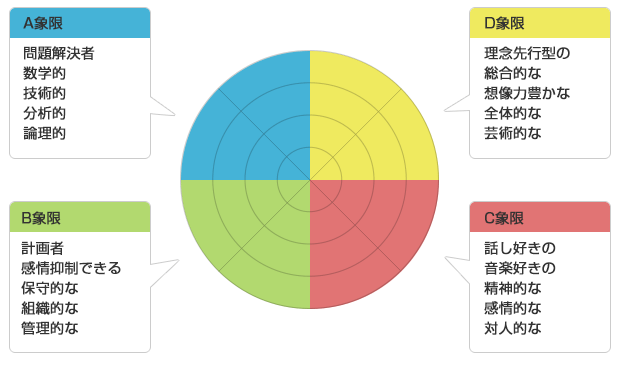 A象限
問題解決者
数学的
技術的
分析的
論理的
D象限
理念先行型の
総合的な
想像力豊かな
全体的な
芸術的な
B象限
計画者
感情抑制できる
保守的な
組織的な
管理的な
C象限
話し好きの
音楽好きの
精神的な
感情的な
対人的な